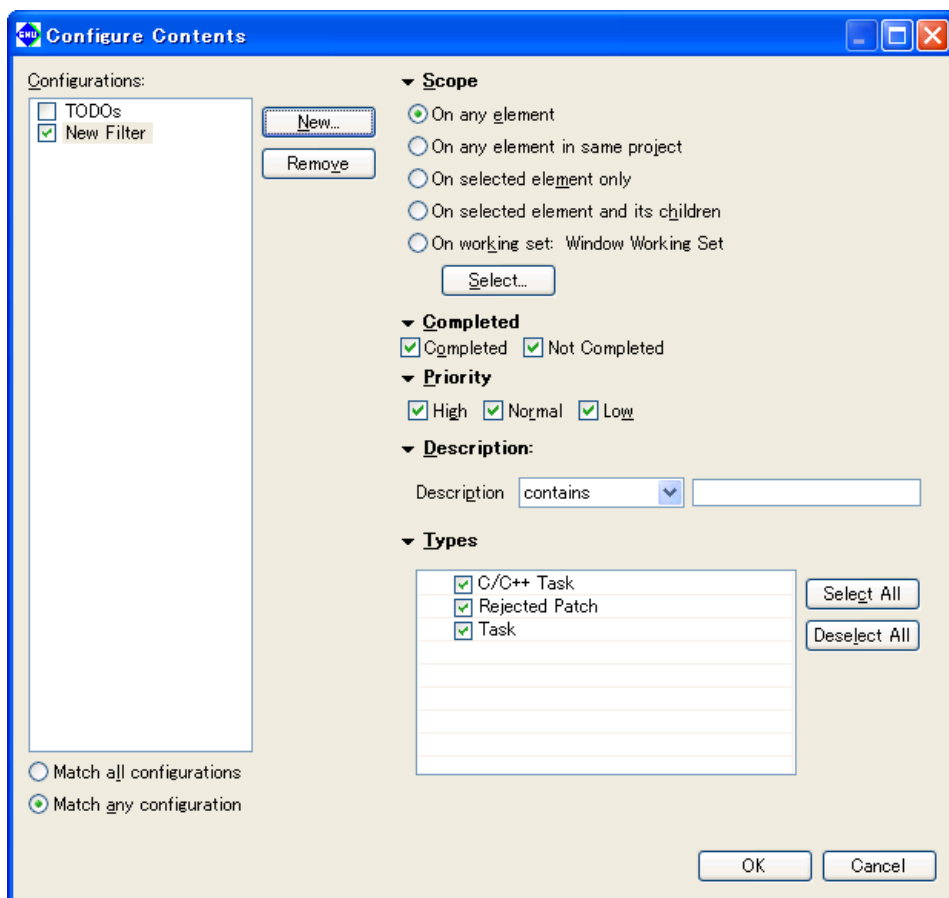 GNU Configure Contents
Configurations:
TODOs
New Filter
New...
Remove
Match all configurations
Match any configuration
Scope
On any element
On any element in same project
On selected element only
On selected element and its children
On working set: Window Working Set
Select...
Completed
Completed Not Completed
Priority
High Normal Low
Description:
Description contains
Types
C/C++ Task
Rejected Patch
Task
Select All
Deselect All
OK Cancel